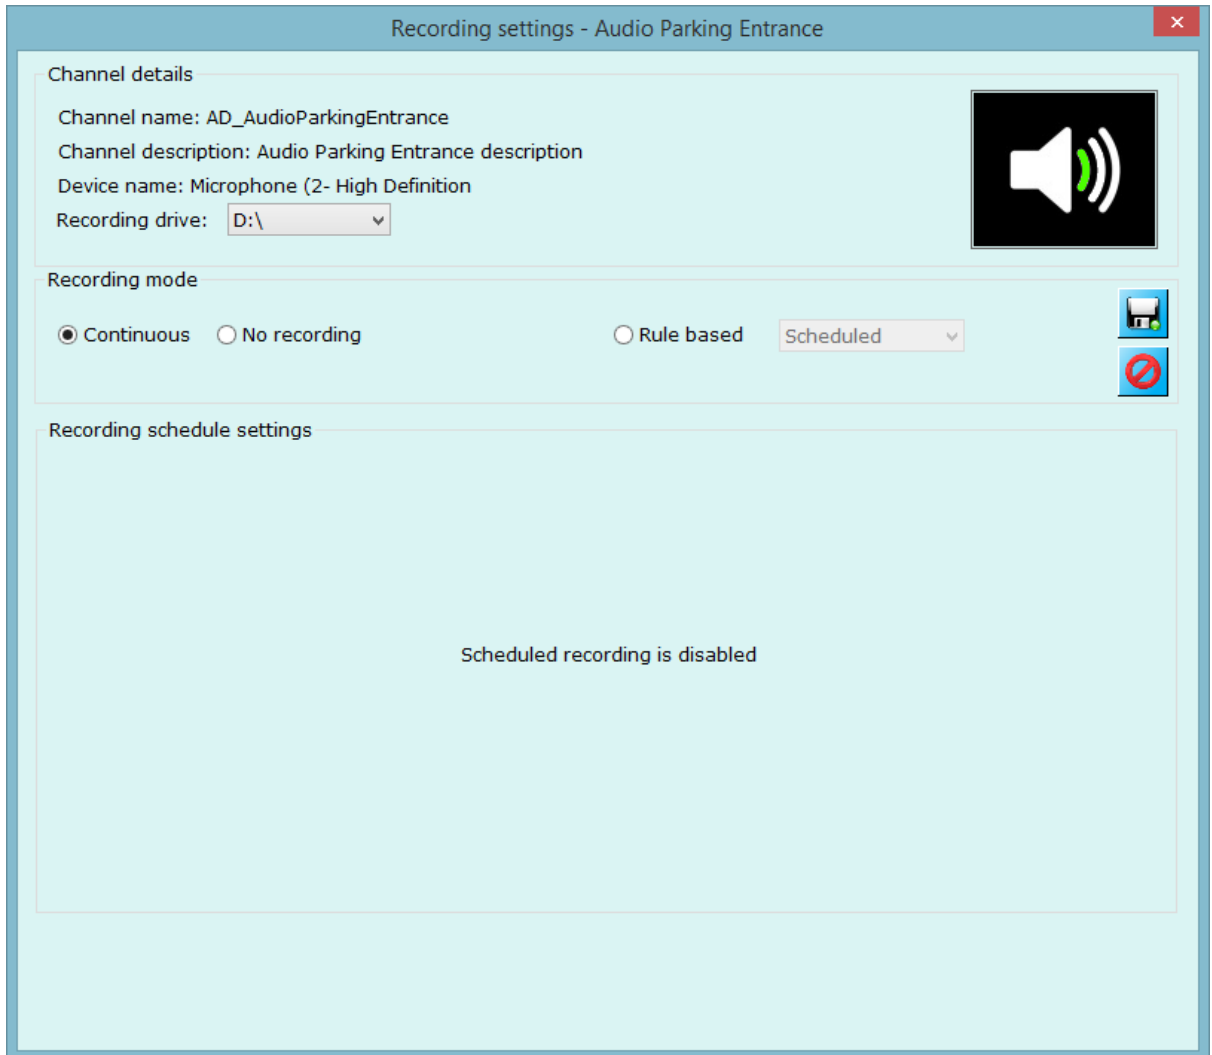 Recording settings - Audio Parking Entrance
Channel details
Channel name: AD_AudioParkingEntrance
Channel description: Audio Parking Entrance description
Device name: Microphone (2- High Definition
Recording drive: D:\
Recording mode
Continuous No recording Rule based Scheduled
Recording schedule settings
Scheduled recording is disabled